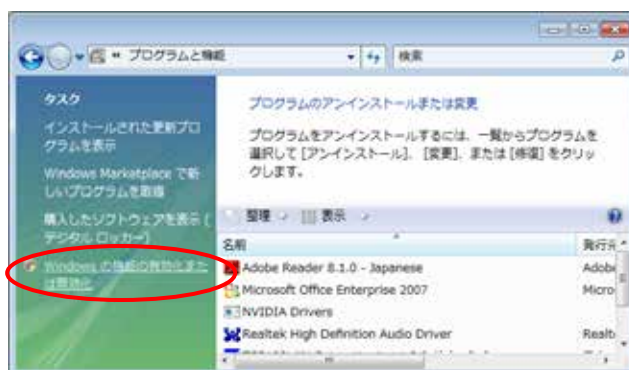 プログラムと機能
検索
タスク
インストールされた更新プロ
グラムを表示
Windows Marketplace で新
しいプログラムを取得
購入したソフトウェアを表示 (
デジタル ロッカー)
Windows の機能の有効化また
は無効化
プログラムのアンインストールまたは変更
プログラムをアンインストールするには、一覧からプログラムを
選択して [アンインストール]、[変更]、または [修復] をクリッ
クします。
整理
表示
名前
発行元
Adobe Reader 8.1.0 - Japanese
Adobe
Microsoft Office Enterprise 2007
Micro
NVIDIA Drivers
Realtek High Definition Audio Driver
Realt